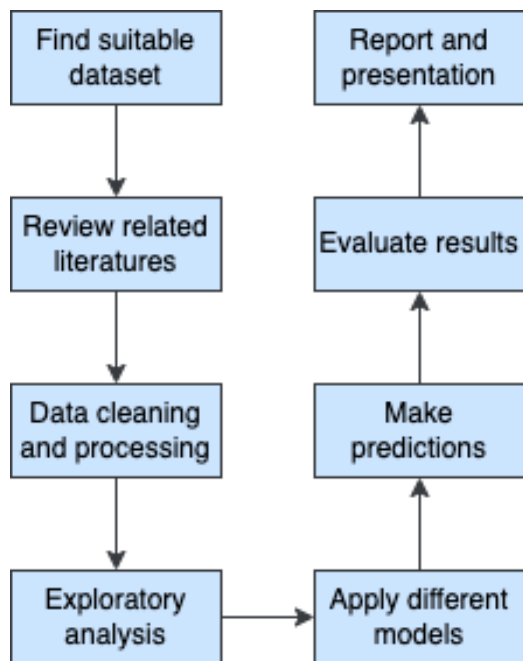 Find suitable
dataset
Review related
literatures
Data cleaning
and processing
Exploratory
analysis
Apply different
models
Make
predictions
Evaluate results
Report and
presentation